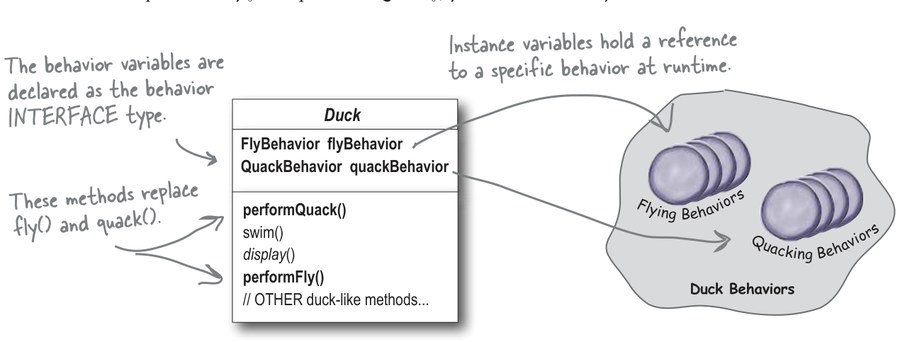 The behavior variables are
declared as the behavior
INTERFACE type.
Instance variables hold a reference
to a specific behavior at runtime.
Duck
FlyBehavior flyBehavior
QuackBehavior quackBehavior
These methods replace
fly() and quack().
performQuack()
swim()
display()
performFly()
// OTHER duck-like methods...
Flying Behaviors
Quacking Behaviors
Duck Behaviors